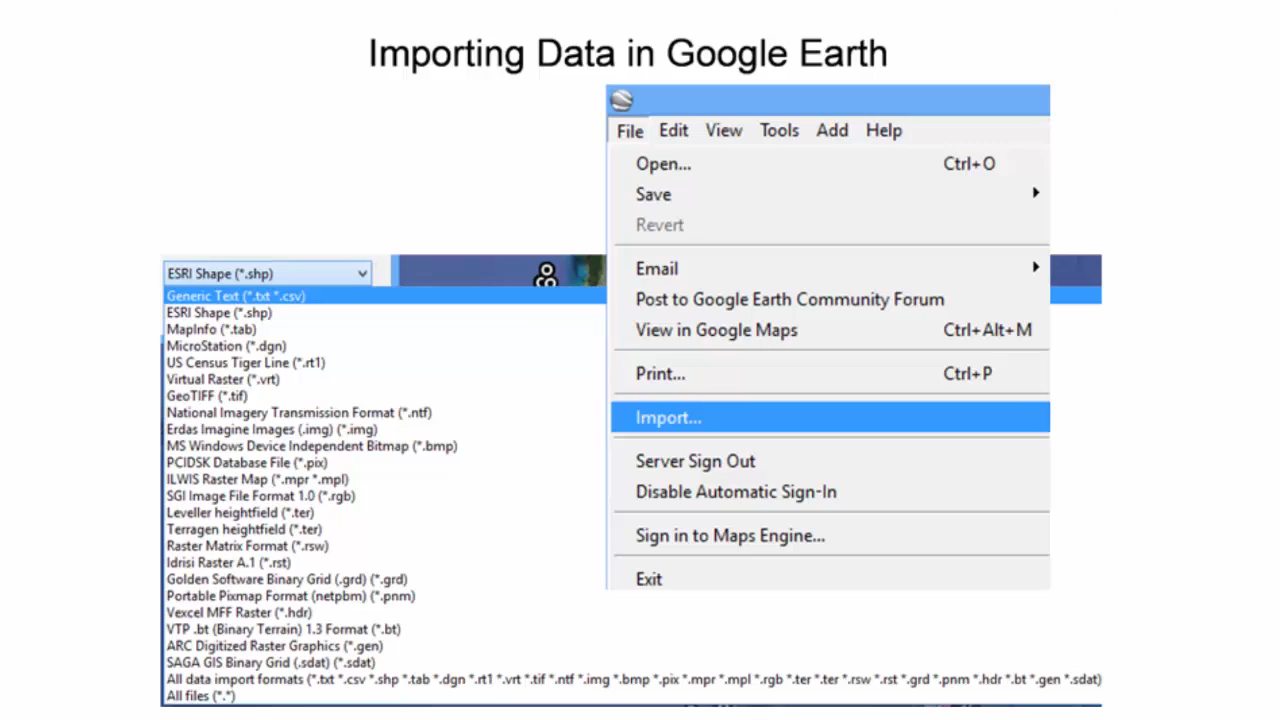 Importing Data in Google Earth
File Edit View Tools Add Help
Open... Ctrl+O
Save
Revert
Email
Post to Google Earth Community Forum
View in Google Maps Ctrl+Alt+M
Print... Ctrl+P
Import...
Server Sign Out
Disable Automatic Sign-In
Sign in to Maps Engine...
Exit
ESRI Shape (*.shp)
Generic Text (*.txt *.csv)
ESRI Shape (*.shp)
MapInfo (*.tab)
MicroStation (*.dgn)
US Census Tiger Line (*.rt1)
Virtual Raster (*.vrt)
GeoTIFF (*.tif)
National Imagery Transmission Format (*.ntf)
Erdas Imagine Images (.img) (*.img)
MS Windows Device Independent Bitmap (*.bmp)
PCIDSK Database File (*.pix)
ILWIS Raster Map (*.mpr *.mpl)
SGI Image File Format 1.0 (*.rgb)
Leveller heightfield (*.ter)
Terragen heightfield (*.ter)
Raster Matrix Format (*.rsw)
Idrisi Raster A.1 (*.rst)
Golden Software Binary Grid (.grd) (*.grd)
Portable Pixmap Format (netpbm) (*.pnm)
Vexcel MFF Raster (*.hdr)
VTP .bt (Binary Terrain) 1.3 Format (*.bt)
ARC Digitized Raster Graphics (*.gen)
SAGA GIS Binary Grid (.sdat) (*.sdat)
All data import formats (*.txt *.csv *.shp *.tab *.dgn *.rt1 *.vrt *.tif *.ntf *.img *.bmp *.pix *.mpr *.mpl *.rgb *.ter *.ter *.rsw *.rst *.grd *.pnm *.hdr *.bt *.gen *.sdat)
All files (*.*)